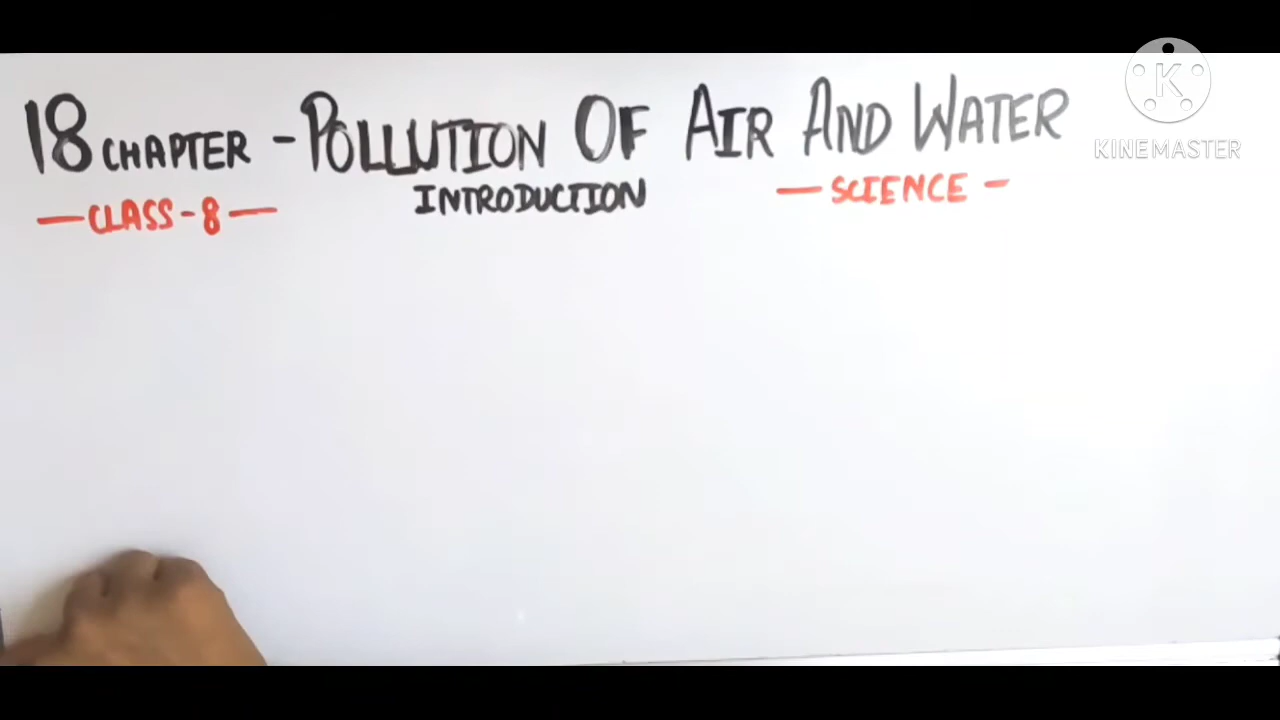 18 CHAPTER - POLLUTION OF AIR AND WATER
INTRODUCTION
— CLASS - 8 —
— SCIENCE -
K
KINEMASTER